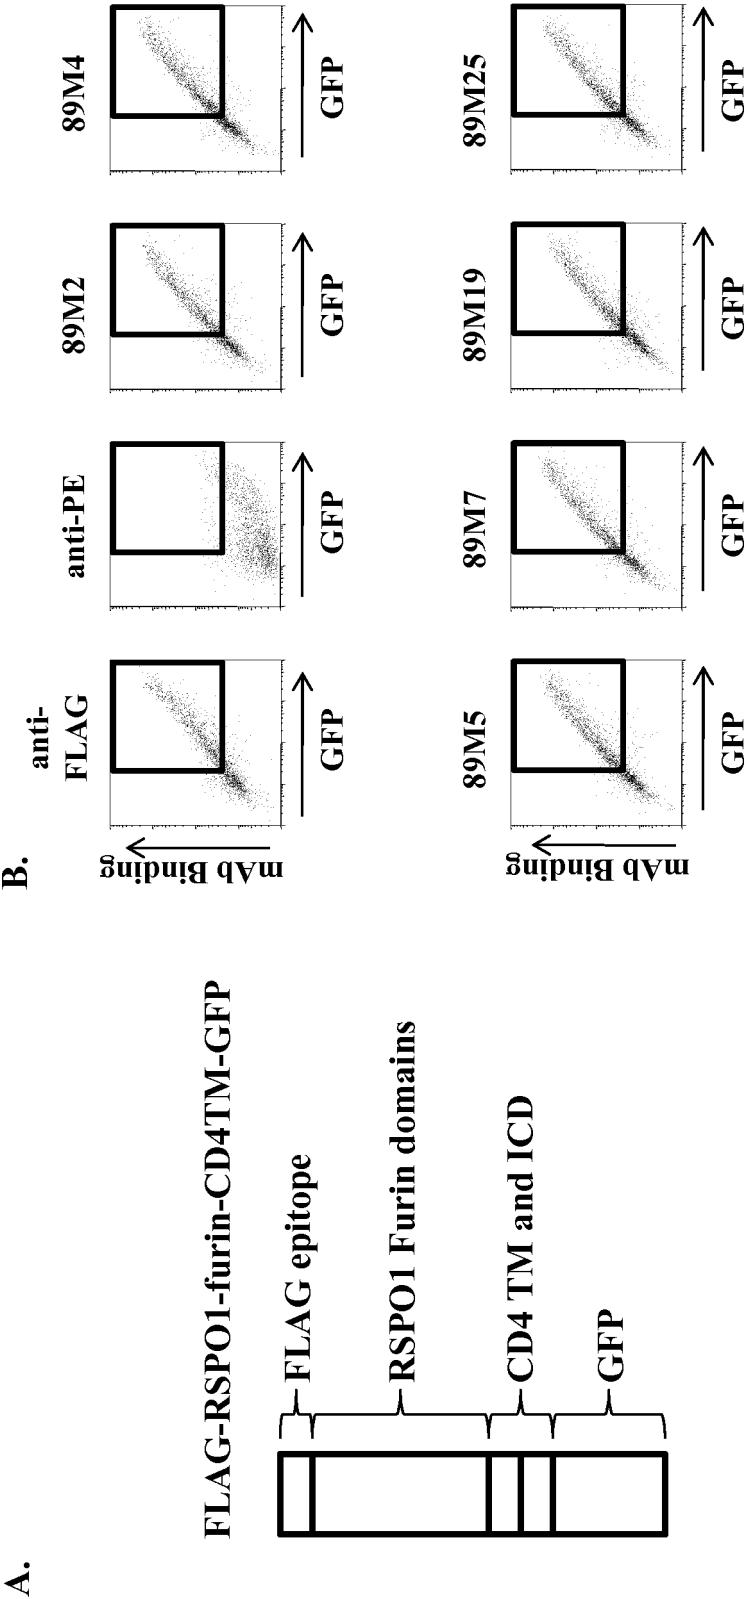 A.
FLAG-RSPO1-furin-CD4TM-GFP
FLAG epitope
RSPO1 Furin domains
CD4 TM and ICD
GFP
B.
anti-
FLAG
anti-PE
89M2
89M4
mAb Binding
GFP
GFP
GFP
GFP
89M5
89M7
89M19
89M25
mAb Binding
GFP
GFP
GFP
GFP